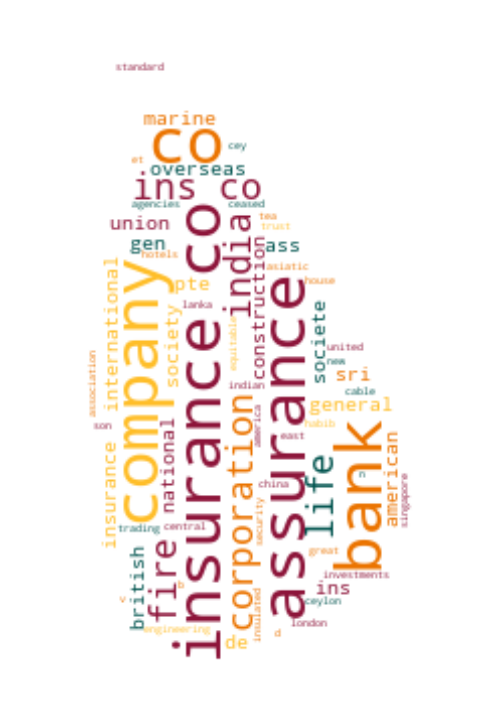 standard
marine
co
cey
et
overseas
ins co
agencies
ceased
union
tea
trust
gen
ass
hotels
insurance co
india
construction
asiatic
company
international
pte
house
assurance
lanka
society
societe
equitable
united
new
association
sri
indian
cable
general
corporation
america
son
habib
national
east
bank
american
insurance
life
n
china
singapore
security
trading
central
fire
british
great
investments
b
ins
v
insulated
ceylon
london
engineering
d
de